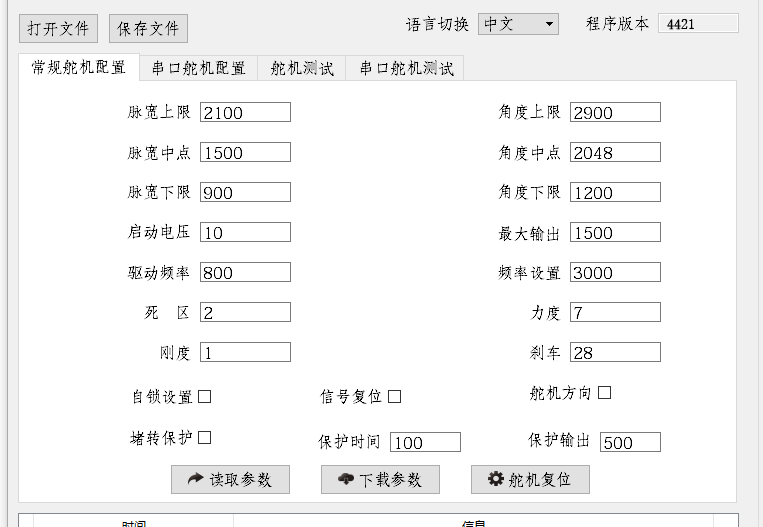 打开文件 保存文件 语言切换 中文 程序版本 4421
常规舵机配置 串口舵机配置 舵机测试 串口舵机测试
脉宽上限 2100 角度上限 2900
脉宽中点 1500 角度中点 2048
脉宽下限 900 角度下限 1200
启动电压 10 最大输出 1500
驱动频率 800 频率设置 3000
死 区 2 力度 7
刚度 1 刹车 28
自锁设置 信号复位 舵机方向
堵转保护 保护时间 100 保护输出 500
读取参数 下载参数 舵机复位
时间 信息